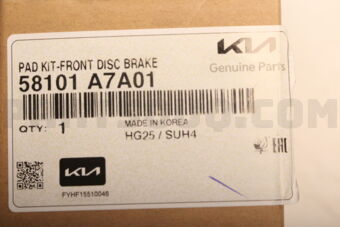 KIA
Genuine Parts
PAD KIT-FRONT DISC BRAKE
58101 A7A01
QTY: 1
MADE IN KOREA
HG25 / SUH4
EAC
KIA
FYHF15510046